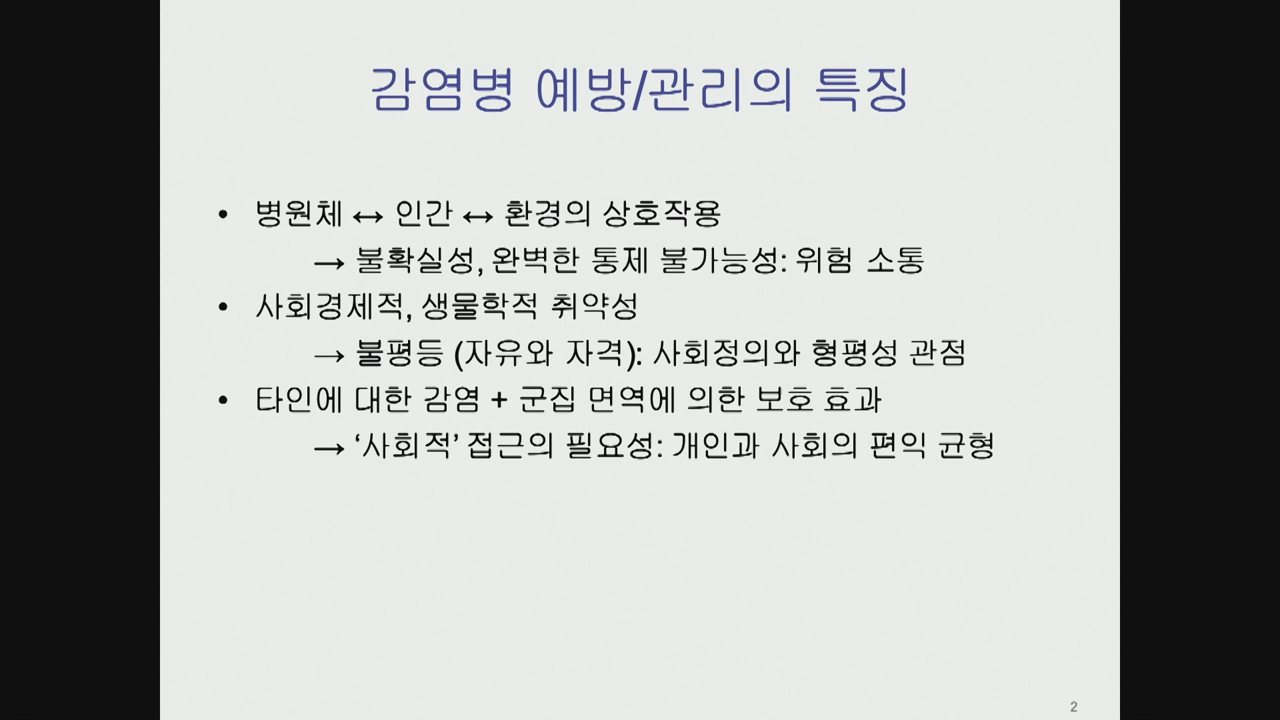 감염병 예방/관리의 특징
• 병원체 ↔ 인간 ↔ 환경의 상호작용
→ 불확실성, 완벽한 통제 불가능성: 위험 소통
• 사회경제적, 생물학적 취약성
→ 불평등 (자유와 자격): 사회정의와 형평성 관점
• 타인에 대한 감염 + 군집 면역에 의한 보호 효과
→ ‘사회적’ 접근의 필요성: 개인과 사회의 편익 균형
2